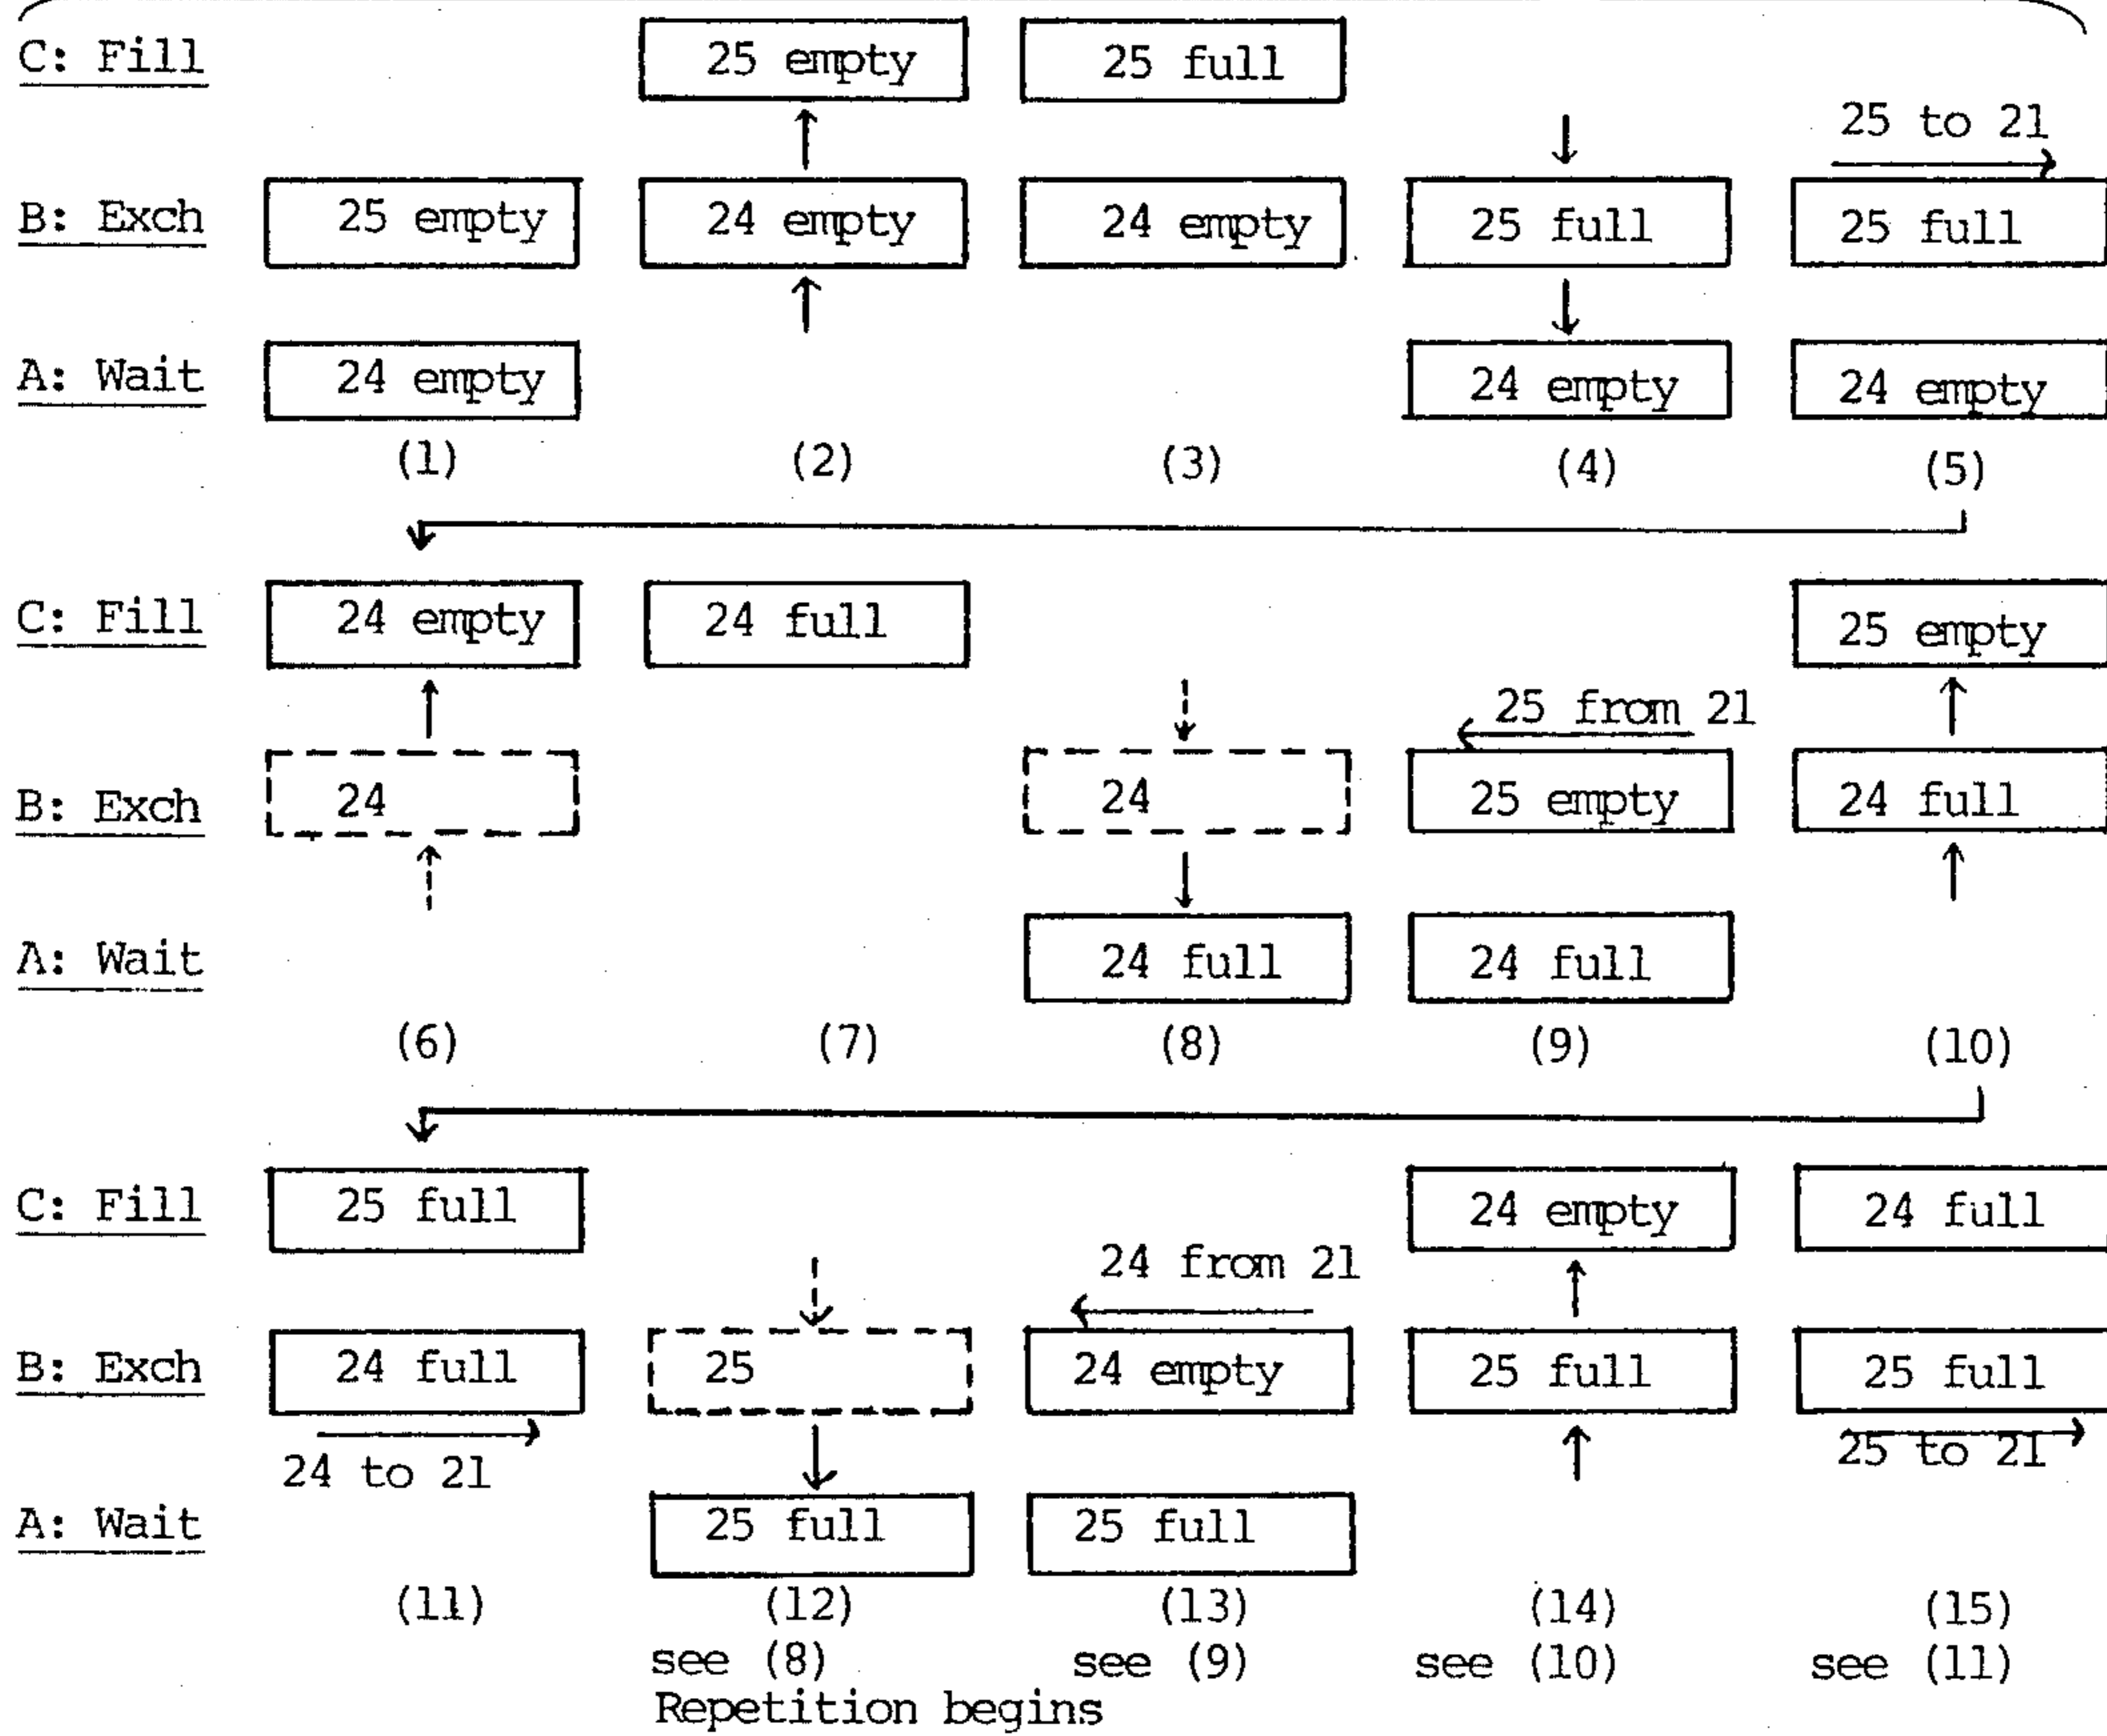 C: Fill 25 empty 25 full
25 to 21
B: Exch 25 empty 24 empty 24 empty 25 full 25 full
A: Wait 24 empty 24 empty 24 empty
(1) (2) (3) (4) (5)
C: Fill 24 empty 24 full 25 empty
25 from 21
B: Exch 24 24 25 empty 24 full
A: Wait 24 full 24 full
(6) (7) (8) (9) (10)
C: Fill 25 full 24 empty 24 full
24 from 21
B: Exch 24 full 25 24 empty 25 full 25 full
24 to 21 25 to 21
A: Wait 25 full 25 full
(11) (12) (13) (14) (15)
see (8) see (9) see (10) see (11)
Repetition begins